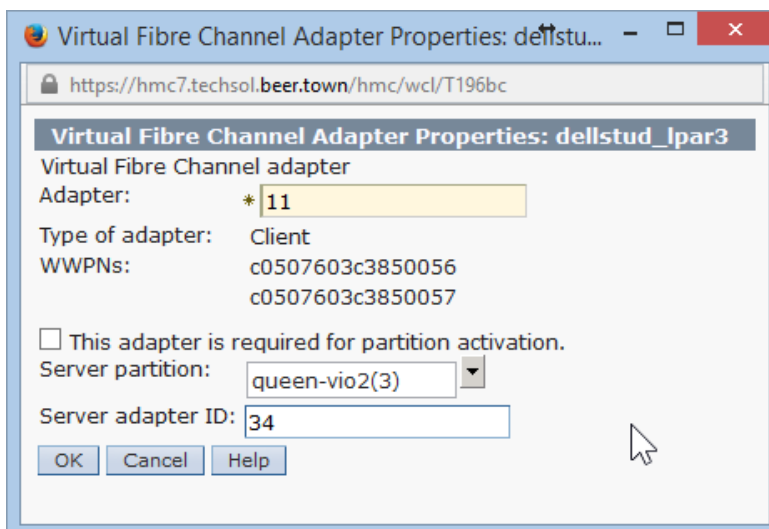 Virtual Fibre Channel Adapter Properties: dellstu...
https://hmc7.techsol.beer.town/hmc/wcl/T196bc
Virtual Fibre Channel Adapter Properties: dellstud_lpar3
Virtual Fibre Channel adapter
Adapter: * 11
Type of adapter: Client
WWPNs: c0507603c3850056
c0507603c3850057
This adapter is required for partition activation.
Server partition: queen-vio2(3)
Server adapter ID: 34
OK Cancel Help